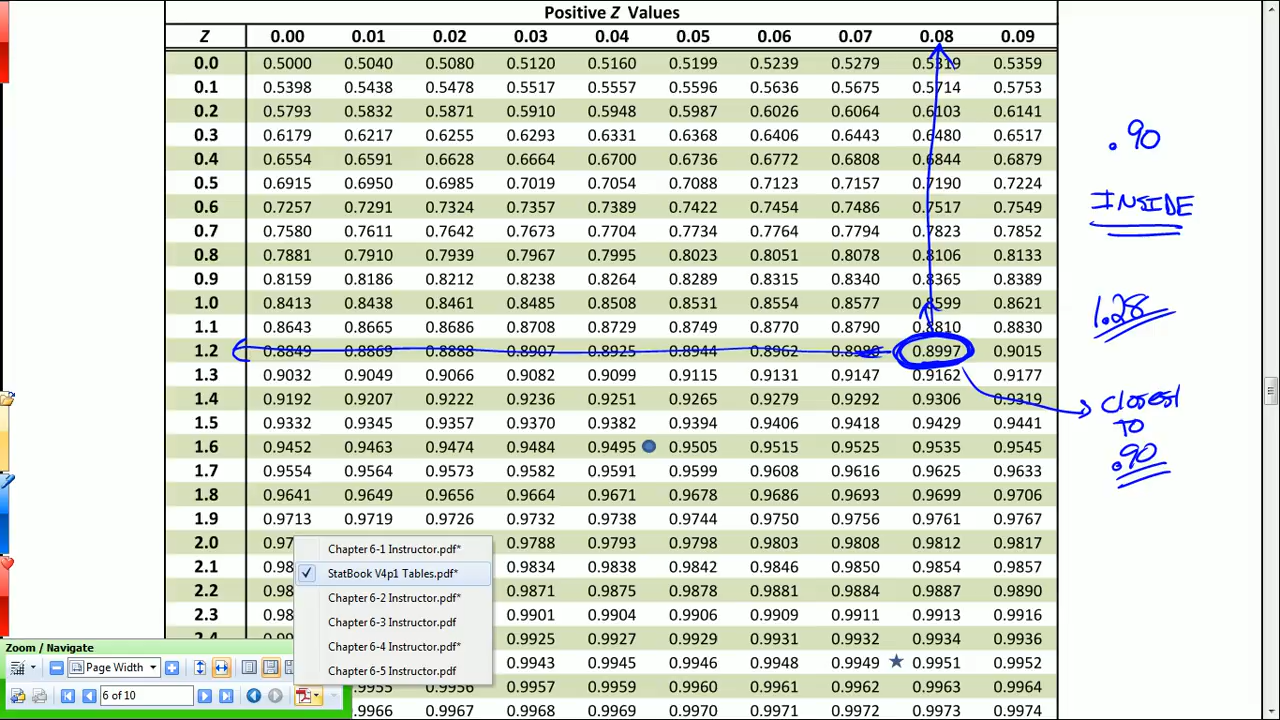 Positive Z Values
Z 0.00 0.01 0.02 0.03 0.04 0.05 0.06 0.07 0.08 0.09
0.0 0.5000 0.5040 0.5080 0.5120 0.5160 0.5199 0.5239 0.5279 0.5319 0.5359
0.1 0.5398 0.5438 0.5478 0.5517 0.5557 0.5596 0.5636 0.5675 0.5714 0.5753
0.2 0.5793 0.5832 0.5871 0.5910 0.5948 0.5987 0.6026 0.6064 0.6103 0.6141
0.3 0.6179 0.6217 0.6255 0.6293 0.6331 0.6368 0.6406 0.6443 0.6480 0.6517
0.4 0.6554 0.6591 0.6628 0.6664 0.6700 0.6736 0.6772 0.6808 0.6844 0.6879
0.5 0.6915 0.6950 0.6985 0.7019 0.7054 0.7088 0.7123 0.7157 0.7190 0.7224
0.6 0.7257 0.7291 0.7324 0.7357 0.7389 0.7422 0.7454 0.7486 0.7517 0.7549
0.7 0.7580 0.7611 0.7642 0.7673 0.7704 0.7734 0.7764 0.7794 0.7823 0.7852
0.8 0.7881 0.7910 0.7939 0.7967 0.7995 0.8023 0.8051 0.8078 0.8106 0.8133
0.9 0.8159 0.8186 0.8212 0.8238 0.8264 0.8289 0.8315 0.8340 0.8365 0.8389
1.0 0.8413 0.8438 0.8461 0.8485 0.8508 0.8531 0.8554 0.8577 0.8599 0.8621
1.1 0.8643 0.8665 0.8686 0.8708 0.8729 0.8749 0.8770 0.8790 0.8810 0.8830
1.2 0.8849 0.8869 0.8888 0.8907 0.8925 0.8944 0.8962 0.8980 0.8997 0.9015
1.3 0.9032 0.9049 0.9066 0.9082 0.9099 0.9115 0.9131 0.9147 0.9162 0.9177
1.4 0.9192 0.9207 0.9222 0.9236 0.9251 0.9265 0.9279 0.9292 0.9306 0.9319
1.5 0.9332 0.9345 0.9357 0.9370 0.9382 0.9394 0.9406 0.9418 0.9429 0.9441
1.6 0.9452 0.9463 0.9474 0.9484 0.9495 0.9505 0.9515 0.9525 0.9535 0.9545
1.7 0.9554 0.9564 0.9573 0.9582 0.9591 0.9599 0.9608 0.9616 0.9625 0.9633
1.8 0.9641 0.9649 0.9656 0.9664 0.9671 0.9678 0.9686 0.9693 0.9699 0.9706
1.9 0.9713 0.9719 0.9726 0.9732 0.9738 0.9744 0.9750 0.9756 0.9761 0.9767
2.0 0.97 0.9788 0.9793 0.9798 0.9803 0.9808 0.9812 0.9817
2.1 0.98 0.9834 0.9838 0.9842 0.9846 0.9850 0.9854 0.9857
2.2 0.98 0.9871 0.9875 0.9878 0.9881 0.9884 0.9887 0.9890
2.3 0.98 0.9901 0.9904 0.9906 0.9909 0.9911 0.9913 0.9916
0.9925 0.9927 0.9929 0.9931 0.9932 0.9934 0.9936
0.9943 0.9945 0.9946 0.9948 0.9949 0.9951 0.9952
0.9955 0.9957 0.9959 0.9960 0.9961 0.9962 0.9963 0.9964
0.9966 0.9967 0.9968 0.9969 0.9970 0.9971 0.9972 0.9973 0.9974
.90
INSIDE
1.28
closest
TO
.90
Chapter 6-1 Instructor.pdf*
StatBook V4p1 Tables.pdf*
Chapter 6-2 Instructor.pdf*
Chapter 6-3 Instructor.pdf
Chapter 6-4 Instructor.pdf*
Chapter 6-5 Instructor.pdf
Zoom / Navigate
Page Width
6 of 10